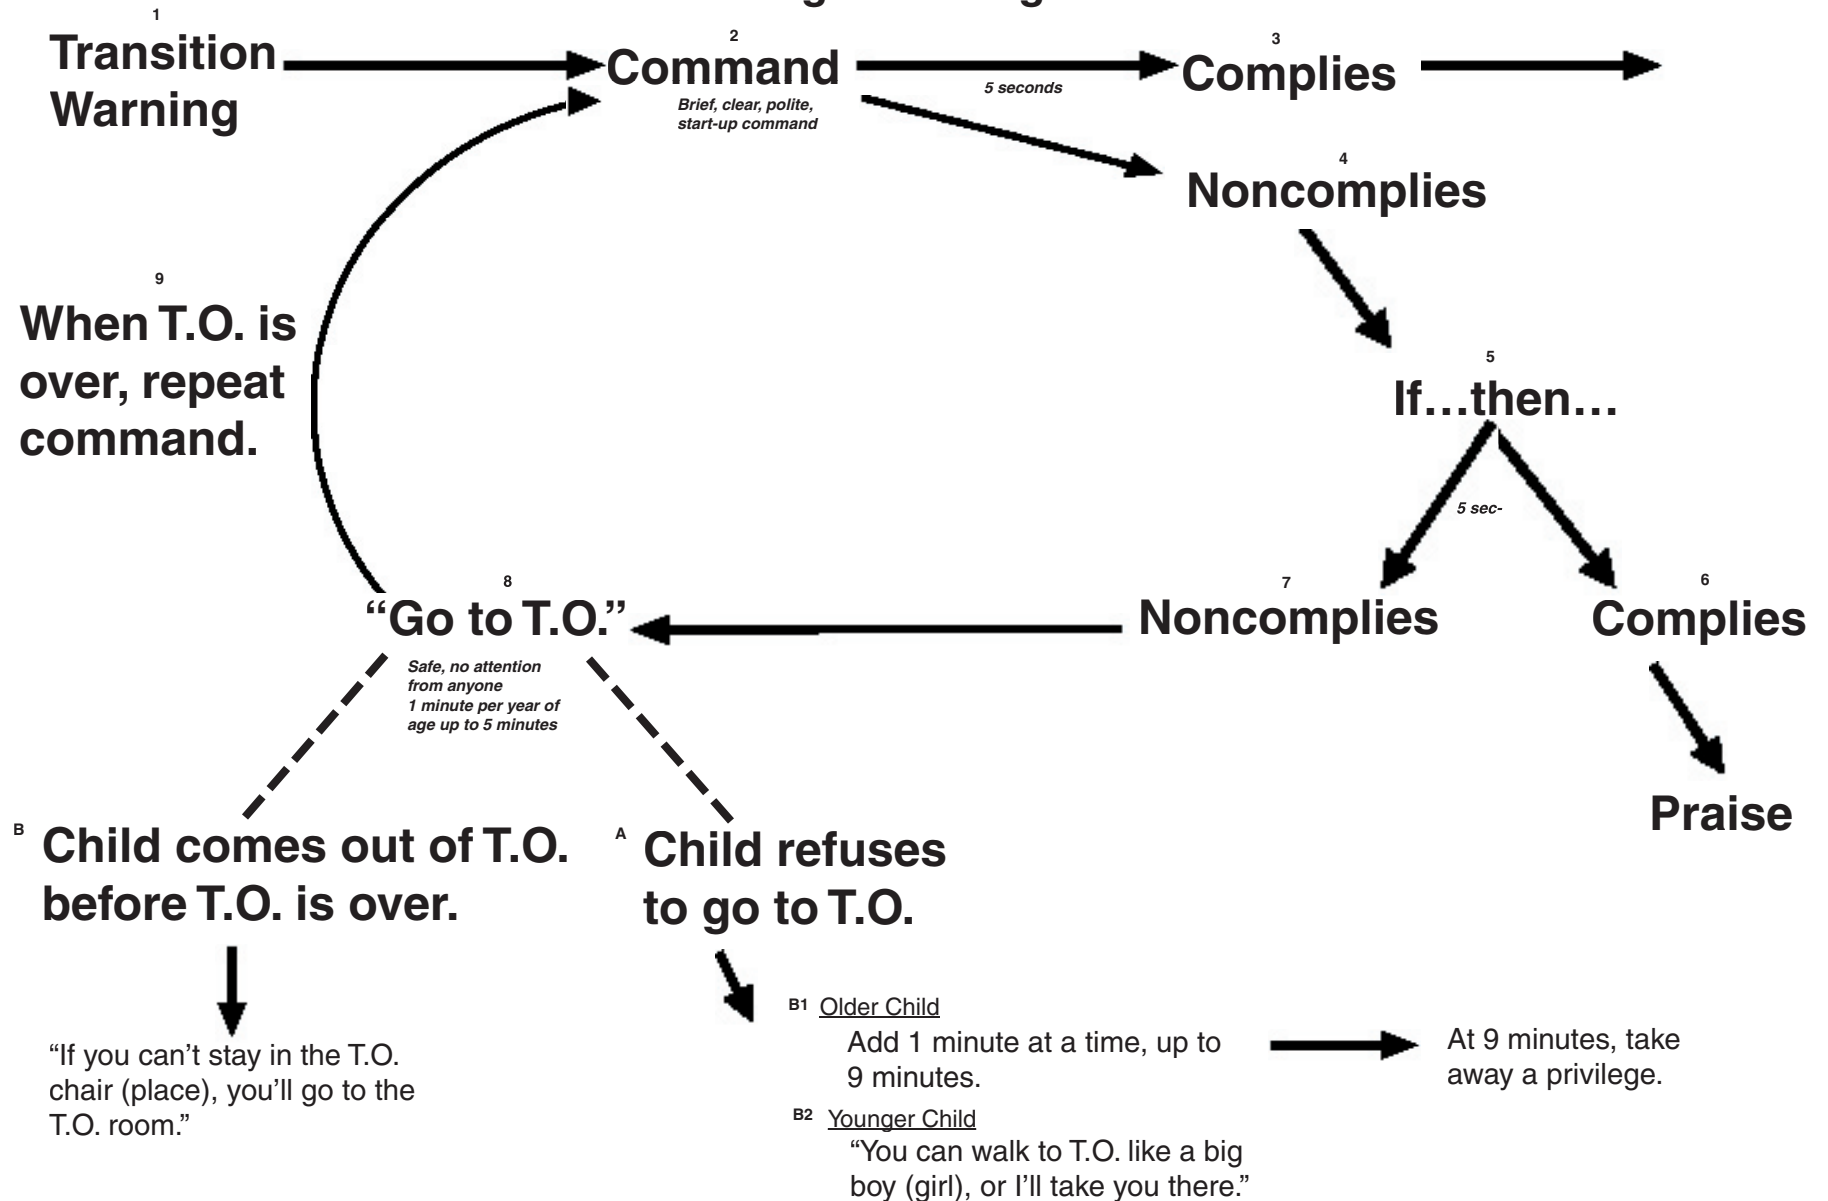 1
Transition
Warning
2
Command
Brief, clear, polite,
start-up command
5 seconds
3
Complies
4
Noncomplies
5
If…then…
5 sec-
6
Complies
Praise
7
Noncomplies
8
“Go to T.O.”
Safe, no attention
from anyone
1 minute per year of
age up to 5 minutes
9
When T.O. is
over, repeat
command.
B
Child comes out of T.O.
before T.O. is over.
“If you can’t stay in the T.O.
chair (place), you’ll go to the
T.O. room.”
A
Child refuses
to go to T.O.
B1 Older Child
Add 1 minute at a time, up to
9 minutes.
At 9 minutes, take
away a privilege.
B2 Younger Child
“You can walk to T.O. like a big
boy (girl), or I’ll take you there.”